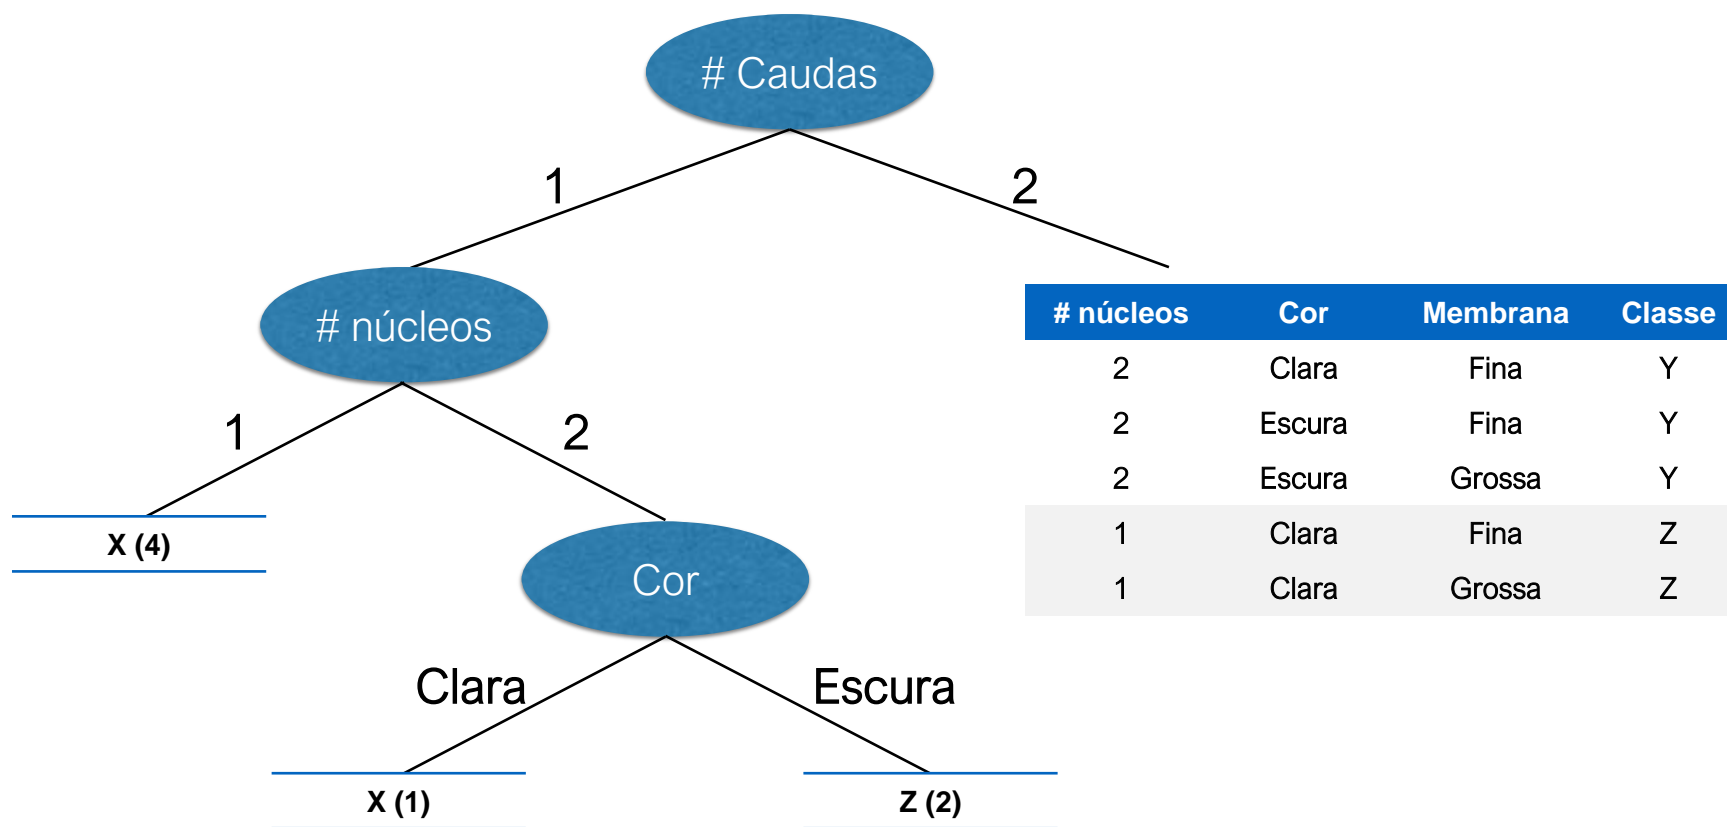 # Caudas
1
2
# núcleos
1
2
X (4)
Cor
Clara
Escura
X (1)
Z (2)
# núcleos Cor Membrana Classe
2 Clara Fina Y
2 Escura Fina Y
2 Escura Grossa Y
1 Clara Fina Z
1 Clara Grossa Z